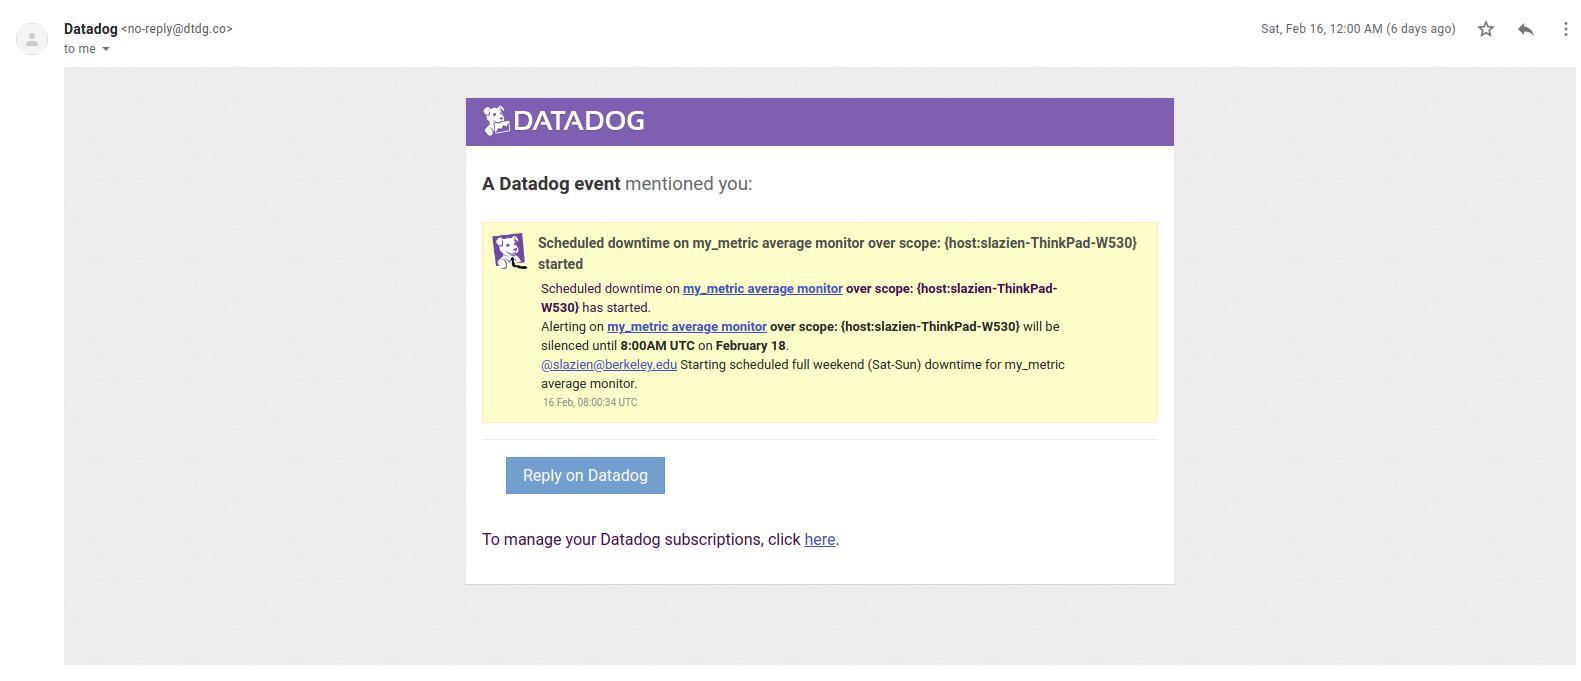 Datadog <no-reply@dtdg.co>
Sat, Feb 16, 12:00 AM (6 days ago)
to me
DATADOG
A Datadog event mentioned you:
Scheduled downtime on my_metric average monitor over scope: {host:slazien-ThinkPad-W530}
started
Scheduled downtime on my_metric average monitor over scope: {host:slazien-ThinkPad-
W530} has started.
Alerting on my_metric average monitor over scope: {host:slazien-ThinkPad-W530} will be
silenced until 8:00AM UTC on February 18.
@slazien@berkeley.edu Starting scheduled full weekend (Sat-Sun) downtime for my_metric
average monitor.
16 Feb, 08:00:34 UTC
Reply on Datadog
To manage your Datadog subscriptions, click here.